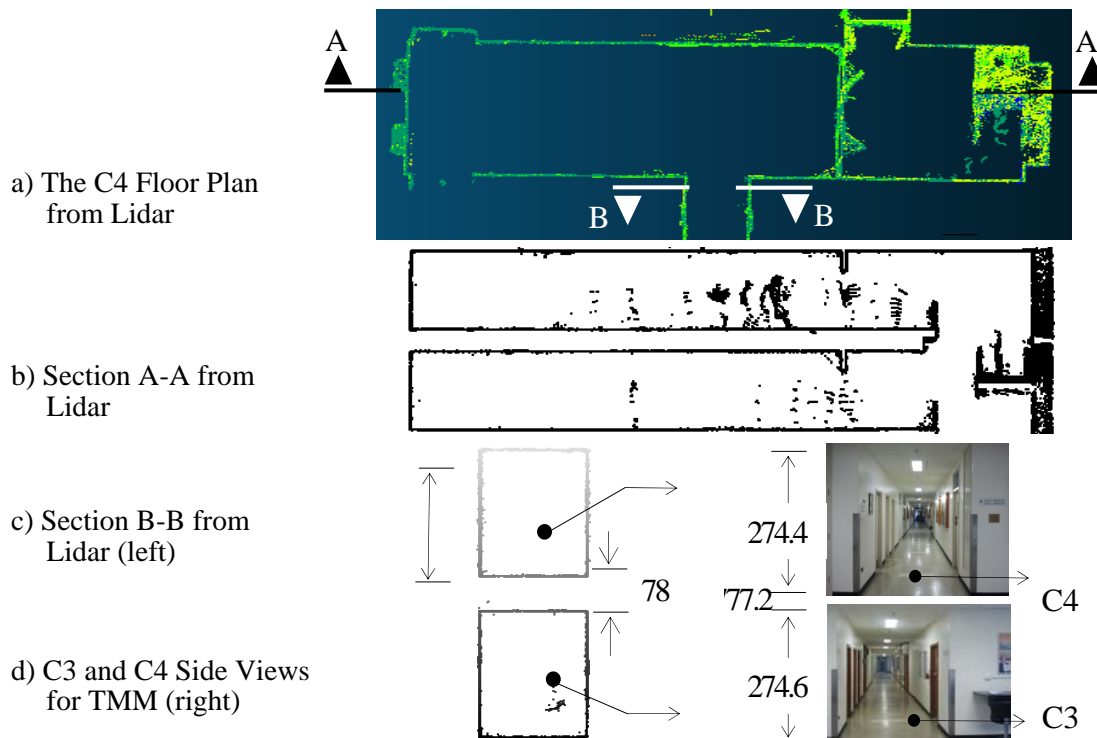 A
A
a) The C4 Floor Plan
from Lidar
B
B
b) Section A-A from
Lidar
c) Section B-B from
Lidar (left)
274.4
78
77.2
C4
d) C3 and C4 Side Views
for TMM (right)
274.6
C3